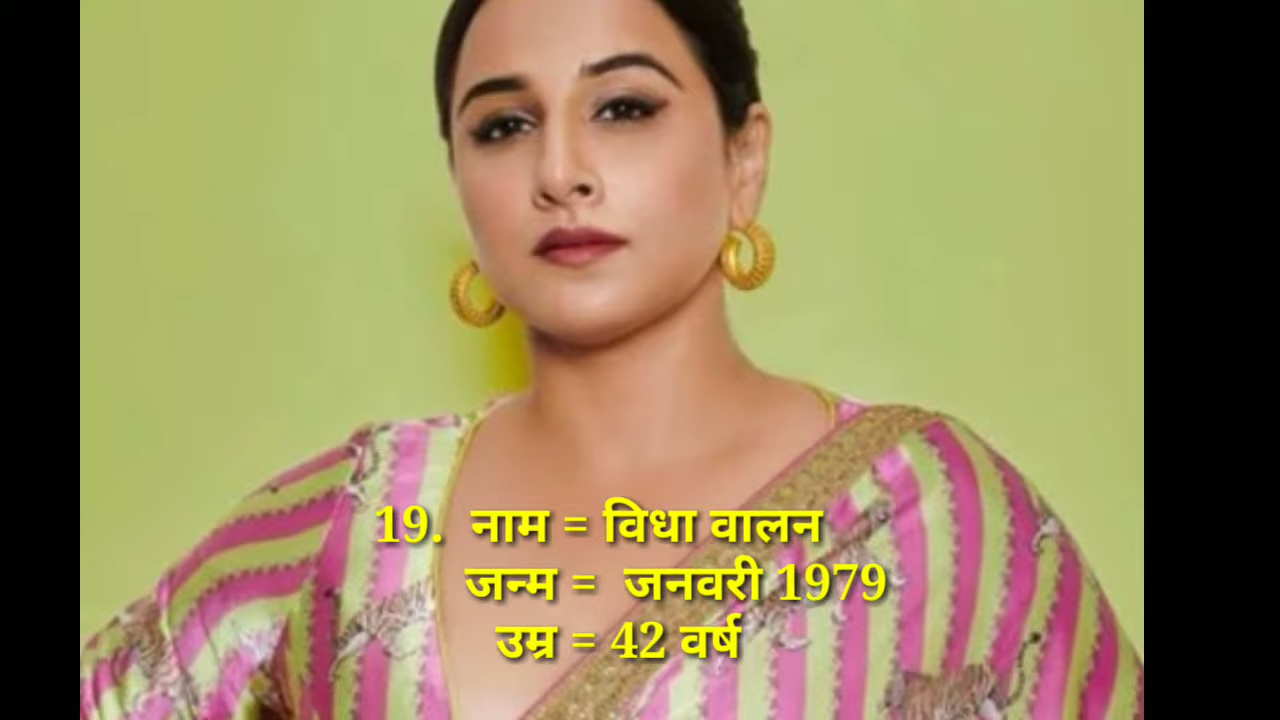 19. नाम = विधा वालन
जन्म = जनवरी 1979
उम्र = 42 वर्ष